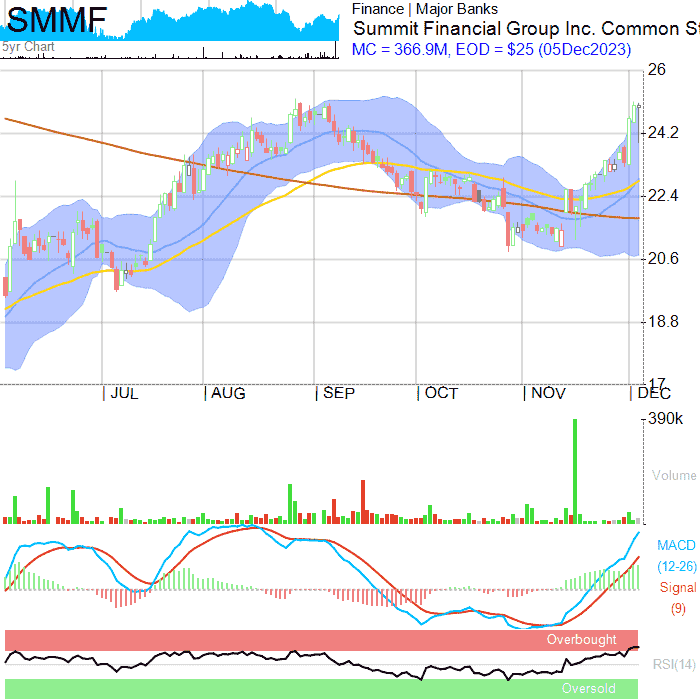 SMMF
5yr Chart
Finance | Major Banks
Summit Financial Group Inc. Common St
MC = 366.9M, EOD = $25 (05Dec2023)
26
24.2
22.4
20.6
18.8
17
JUL
AUG
SEP
OCT
NOV
DEC
390k
Volume
MACD
(12-26)
Signal
(9)
Overbought
RSI(14)
Oversold